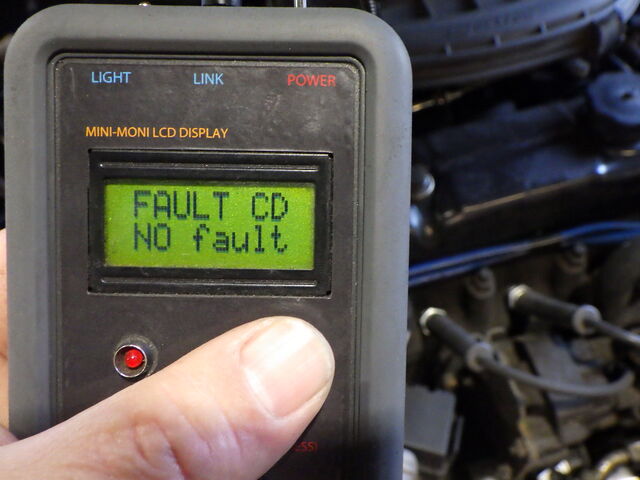 LIGHT LINK POWER
MINI-MONI LCD DISPLAY
FAULT CD
NO fault